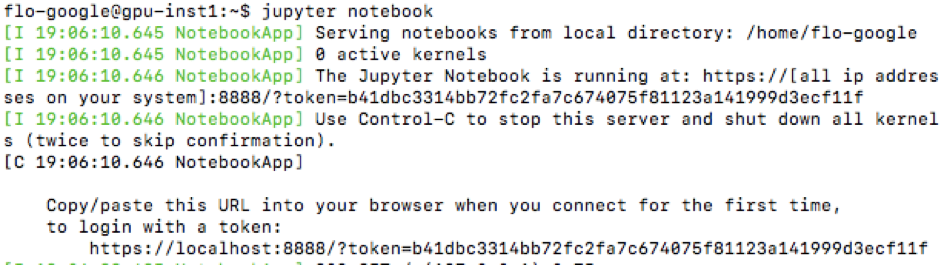 flo-google@gpu-inst1:~$ jupyter notebook
[I 19:06:10.645 NotebookApp] Serving notebooks from local directory: /home/flo-google
[I 19:06:10.645 NotebookApp] 0 active kernels
[I 19:06:10.646 NotebookApp] The Jupyter Notebook is running at: https://[all ip addres
ses on your system]:8888/?token=b41dbc3314bb72fc2fa7c674075f81123a141999d3ecf11f
[I 19:06:10.646 NotebookApp] Use Control-C to stop this server and shut down all kernel
s (twice to skip confirmation).
[C 19:06:10.646 NotebookApp]
Copy/paste this URL into your browser when you connect for the first time,
to login with a token:
https://localhost:8888/?token=b41dbc3314bb72fc2fa7c674075f81123a141999d3ecf11f